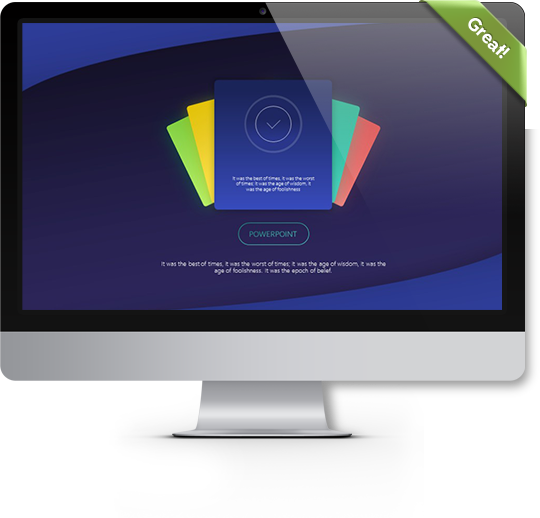 Great!
It was the best of times, it was the worst
of times; it was the age of wisdom, it
was the age of foolishness
POWERPOINT
It was the best of times, it was the worst of times; it was the age of wisdom, it was the
age of foolishness. It was the epoch of belief.